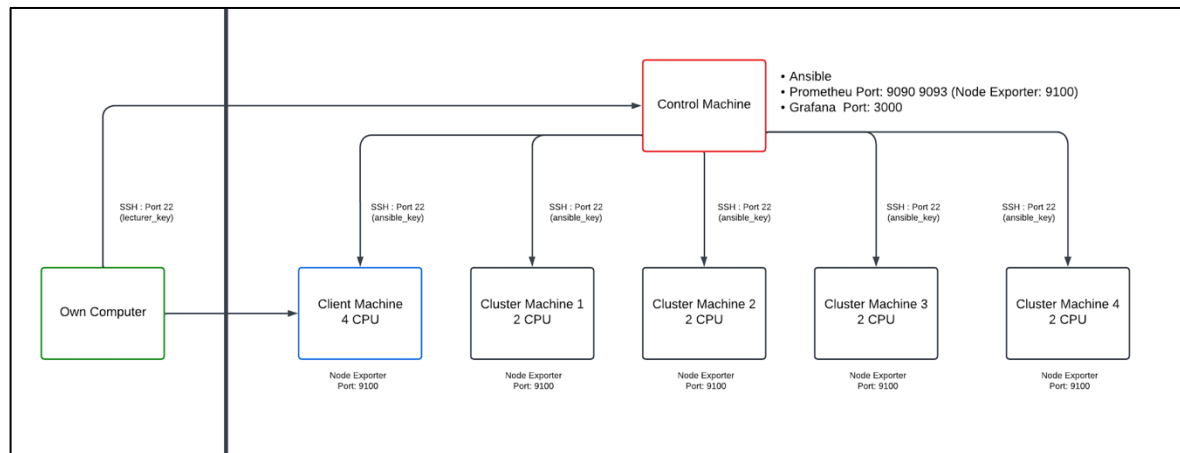 Control Machine
• Ansible
• Prometheu Port: 9090 9093 (Node Exporter: 9100)
• Grafana Port: 3000
SSH : Port 22
(lecturer_key)
SSH : Port 22
(ansible_key)
SSH : Port 22
(ansible_key)
SSH : Port 22
(ansible_key)
SSH : Port 22
(ansible_key)
SSH : Port 22
(ansible_key)
Own Computer
Client Machine
4 CPU
Cluster Machine 1
2 CPU
Cluster Machine 2
2 CPU
Cluster Machine 3
2 CPU
Cluster Machine 4
2 CPU
Node Exporter
Port: 9100
Node Exporter
Port: 9100
Node Exporter
Port: 9100
Node Exporter
Port: 9100
Node Exporter
Port: 9100